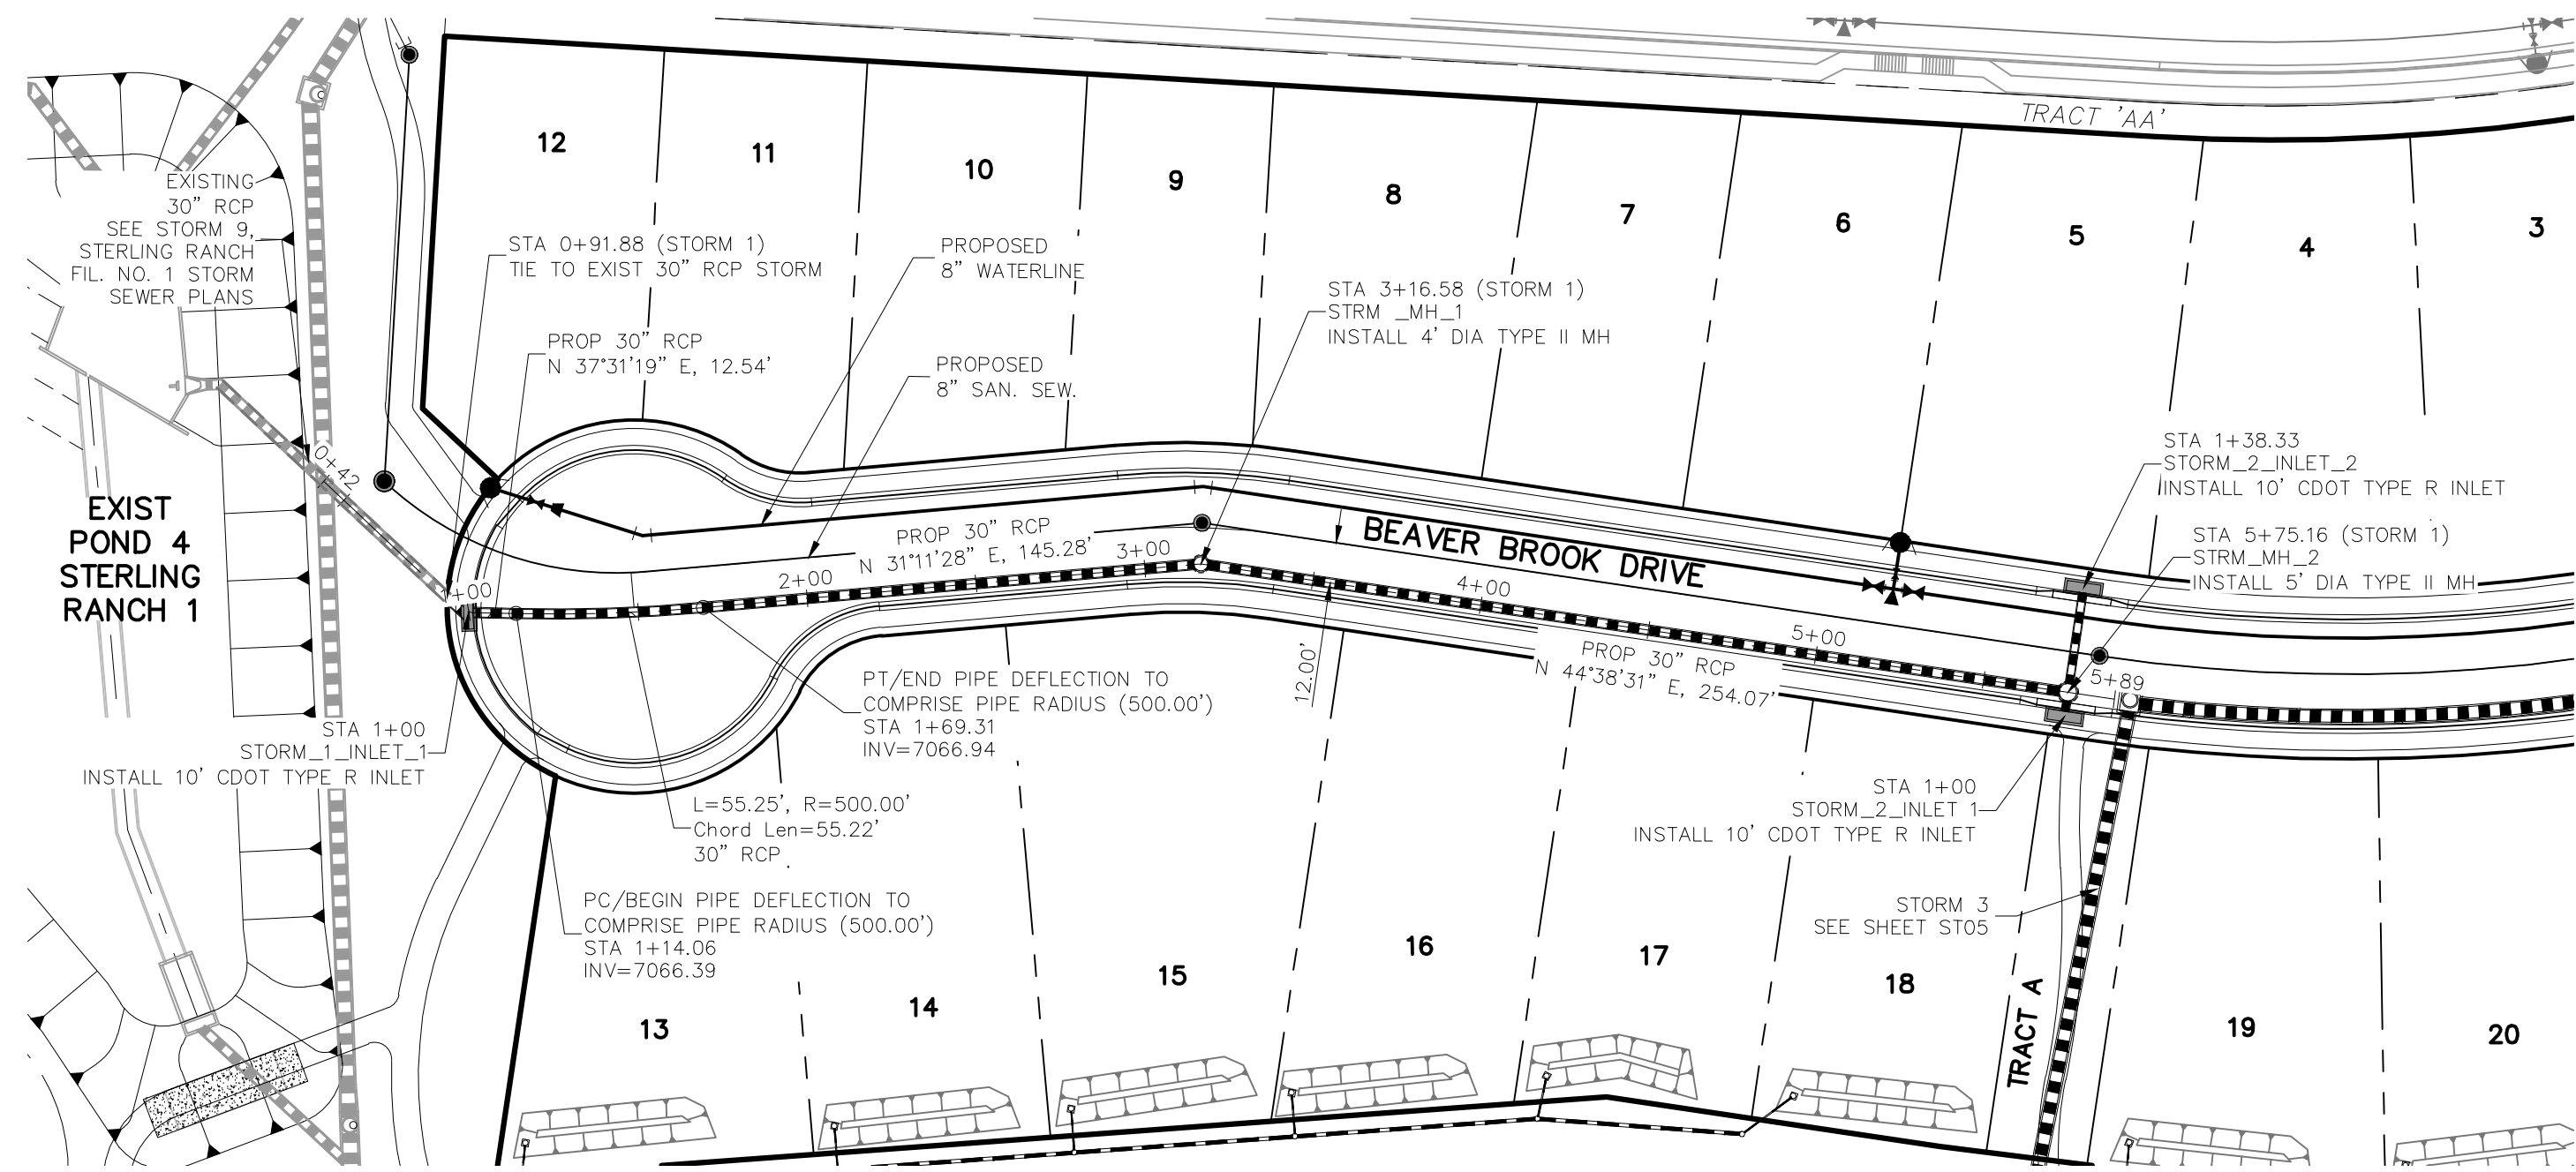 TRACT 'AA'
12
11
10
9
8
7
6
5
4
3
EXISTING
30" RCP
SEE STORM 9,
STERLING RANCH
FIL. NO. 1 STORM
SEWER PLANS
STA 0+91.88 (STORM 1)
TIE TO EXIST 30" RCP STORM
PROPOSED
8" WATERLINE
STA 3+16.58 (STORM 1)
STRM _MH_1
INSTALL 4' DIA TYPE II MH
PROP 30" RCP
N 37°31'19" E, 12.54'
PROPOSED
8" SAN. SEW.
STA 1+38.33
STORM_2_INLET_2
INSTALL 10' CDOT TYPE R INLET
STA 5+75.16 (STORM 1)
STRM_MH_2
INSTALL 5' DIA TYPE II MH
0+42
EXIST
POND 4
STERLING
RANCH 1
1+00
2+00
PROP 30" RCP
N 31°11'28" E, 145.28'
3+00
BEAVER BROOK DRIVE
4+00
5+00
5+89
PROP 30" RCP
N 44°38'31" E, 254.07'
12.00'
PT/END PIPE DEFLECTION TO
COMPRISE PIPE RADIUS (500.00')
STA 1+69.31
INV=7066.94
STA 1+00
STORM_1_INLET_1
INSTALL 10' CDOT TYPE R INLET
L=55.25', R=500.00'
Chord Len=55.22'
30" RCP
STA 1+00
STORM_2_INLET 1
INSTALL 10' CDOT TYPE R INLET
PC/BEGIN PIPE DEFLECTION TO
COMPRISE PIPE RADIUS (500.00')
STA 1+14.06
INV=7066.39
STORM 3
SEE SHEET ST05
TRACT A
13
14
15
16
17
18
19
20